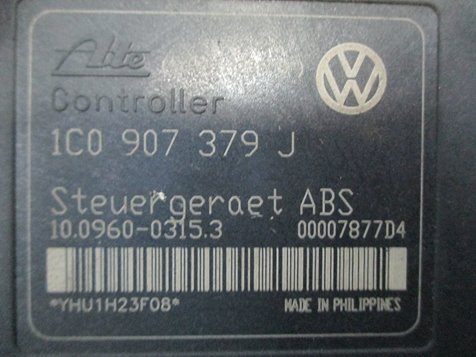 Ate
Controller
1C0 907 379 J
Steuergeraet ABS
10.0960-0315.3 00007877D4
*YHU1H23F08* MADE IN PHILIPPINES